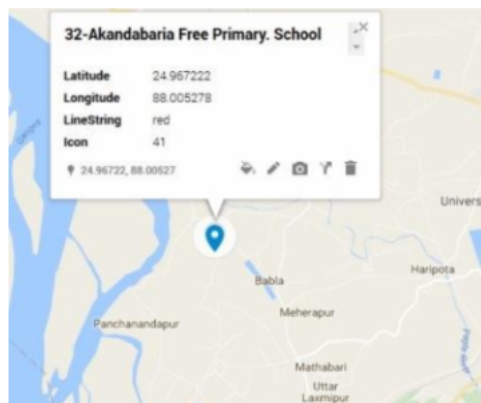 32-Akandabaria Free Primary. School
Latitude 24.967222
Longitude 88.005278
LineString red
Icon 41
24.96722, 88.00527
Univers
Babla
Haripota
Meherapur
Panchanandapur
Mathabari
Uttar
Laxmipur